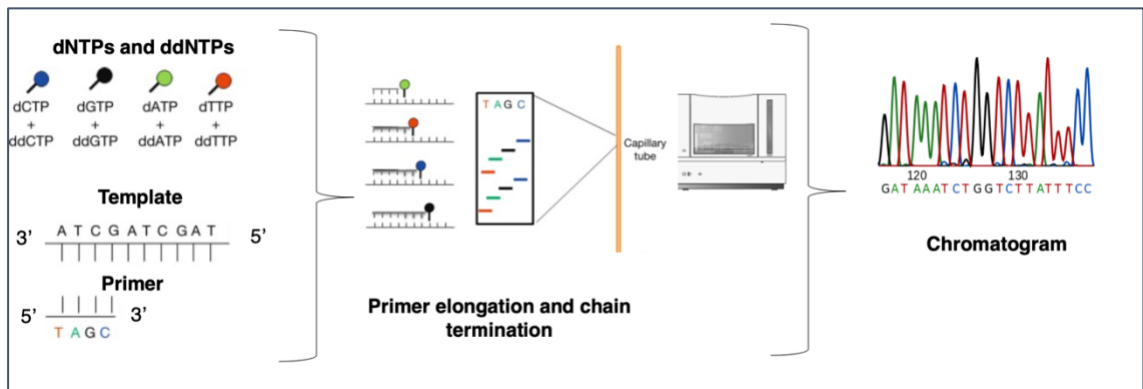 dNTPs and ddNTPs
dCTP dGTP dATP dTTP
+ + + +
ddCTP ddGTP ddATP ddTTP
Template
3’ A T C G A T C G A T 5’
Primer
5’ 3’
T A G C
T A G C
Capillary
tube
Primer elongation and chain
termination
120 130
GATAAATCTGGTCTTATTTCC
Chromatogram